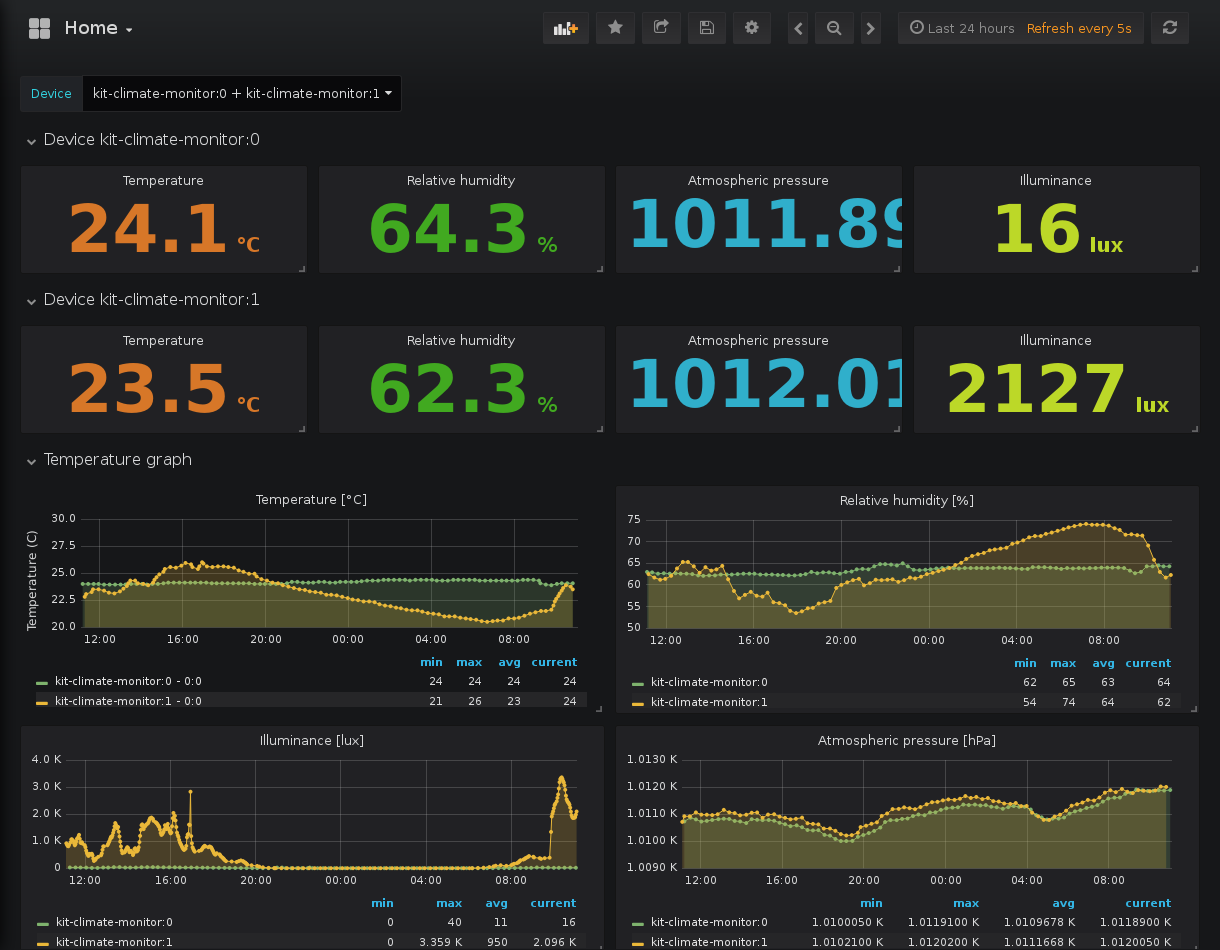 Home
Last 24 hours Refresh every 5s
Device kit-climate-monitor:0 + kit-climate-monitor:1
Device kit-climate-monitor:0
Temperature Relative humidity Atmospheric pressure Illuminance
24.1 °C 64.3 % 1011.89 16 lux
Device kit-climate-monitor:1
Temperature Relative humidity Atmospheric pressure Illuminance
23.5 °C 62.3 % 1012.01 2127 lux
Temperature graph
Temperature [°C]
Temperature (C)
30.0
27.5
25.0
22.5
20.0
12:00 16:00 20:00 00:00 04:00 08:00
min max avg current
kit-climate-monitor:0 - 0:0 24 24 24 24
kit-climate-monitor:1 - 0:0 21 26 23 24
Relative humidity [%]
75
70
65
60
55
50
12:00 16:00 20:00 00:00 04:00 08:00
min max avg current
kit-climate-monitor:0 62 65 63 64
kit-climate-monitor:1 54 74 64 62
Illuminance [lux]
4.0 K
3.0 K
2.0 K
1.0 K
0
12:00 16:00 20:00 00:00 04:00 08:00
min max avg current
kit-climate-monitor:0 0 40 11 16
kit-climate-monitor:1 0 3.359 K 950 2.096 K
Atmospheric pressure [hPa]
1.0130 K
1.0120 K
1.0110 K
1.0100 K
1.0090 K
12:00 16:00 20:00 00:00 04:00 08:00
min max avg current
kit-climate-monitor:0 1.0100050 K 1.0119100 K 1.0109678 K 1.0118900 K
kit-climate-monitor:1 1.0102100 K 1.0120200 K 1.0111668 K 1.0120050 K